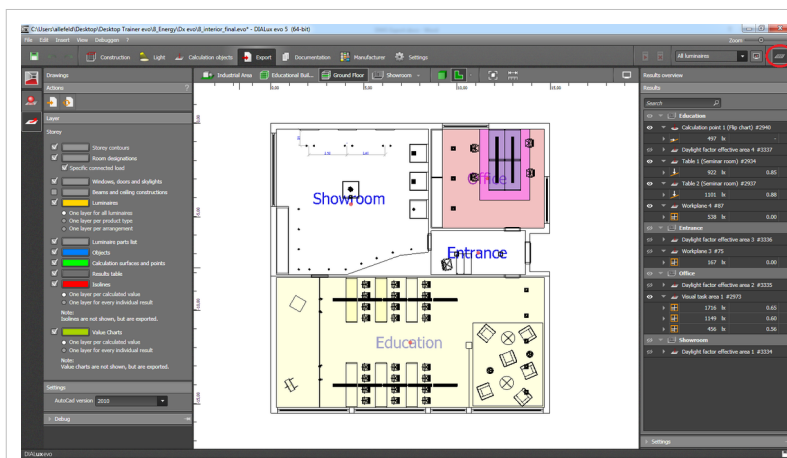 C:\Users\allefeld\Desktop\Desktop Trainer evo\8_Energy\Dx evo\8_interior_final.evo* - DIALux evo 5 (64-bit)
File Edit Insert View Debuggen ?
Zoom
Construction Light Calculation objects Export Documentation Manufacturer Settings
All luminaires
Drawings
Actions ?
Layer
Storey
Storey contours
Room designations
Specific connected load
Windows, doors and skylights
Beams and ceiling constructions
Luminaires
One layer for all luminaires
One layer per product type
One layer per arrangement
Luminaire parts list
Objects
Calculation surfaces and points
Results table
Isolines
One layer per calculated value
One layer for every individual result
Note:
Isolines are not shown, but are exported.
Value Charts
One layer per calculated value
One layer for every individual result
Note:
Value charts are not shown, but are exported.
Settings
AutoCad version 2010
Debug
DIALux evo
Industrial Area Educational Buil... Ground Floor Showroom
Showroom
Office
Entrance
Education
Results overview
Results
Search
Education
Calculation point 1 (Flip chart) #2940
497 lx -
Daylight factor effective area 4 #3337
Table 1 (Seminar room) #2934
922 lx 0.85
Table 2 (Seminar room) #2937
1101 lx 0.88
Workplane 4 #87
538 lx 0.00
Entrance
Daylight factor effective area 3 #3336
Workplane 3 #75
167 lx 0.00
Office
Daylight factor effective area 2 #3335
Visual task area 1 #2973
1716 lx 0.65
1149 lx 0.60
456 lx 0.56
Showroom
Daylight factor effective area 1 #3334
Settings